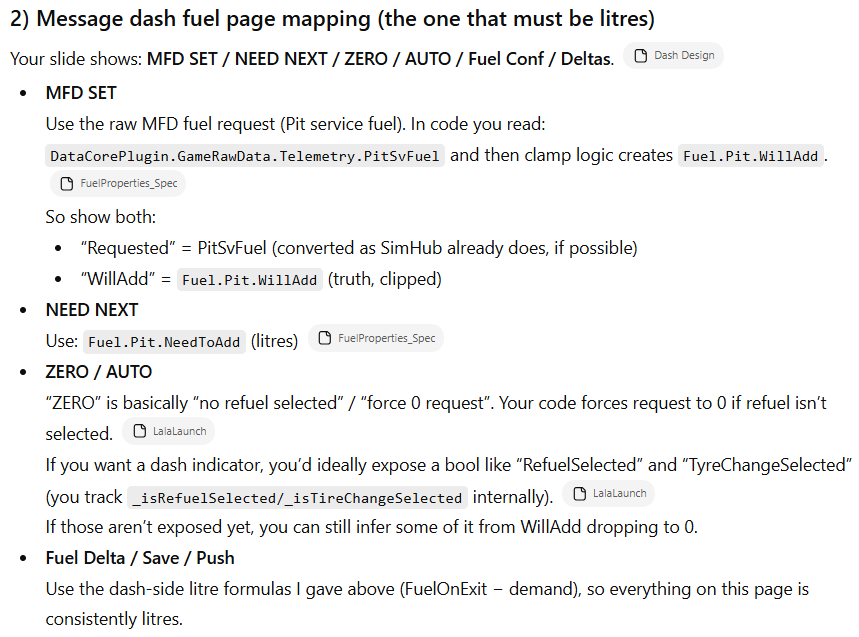 2) Message dash fuel page mapping (the one that must be litres)
Your slide shows: MFD SET / NEED NEXT / ZERO / AUTO / Fuel Conf / Deltas. Dash Design
• MFD SET
Use the raw MFD fuel request (Pit service fuel). In code you read:
DataCorePlugin.GameRawData.Telemetry.PitSvFuel and then clamp logic creates Fuel.Pit.WillAdd.
FuelProperties_Spec
So show both:
• “Requested” = PitSvFuel (converted as SimHub already does, if possible)
• “WillAdd” = Fuel.Pit.WillAdd (truth, clipped)
• NEED NEXT
Use: Fuel.Pit.NeedToAdd (litres) FuelProperties_Spec
• ZERO / AUTO
“ZERO” is basically “no refuel selected” / “force 0 request”. Your code forces request to 0 if refuel isn’t
selected. LalaLaunch
If you want a dash indicator, you’d ideally expose a bool like “RefuelSelected” and “TyreChangeSelected”
(you track _isRefuelSelected/_isTireChangeSelected internally). LalaLaunch
If those aren’t exposed yet, you can still infer some of it from WillAdd dropping to 0.
• Fuel Delta / Save / Push
Use the dash-side litre formulas I gave above (FuelOnExit − demand), so everything on this page is
consistently litres.